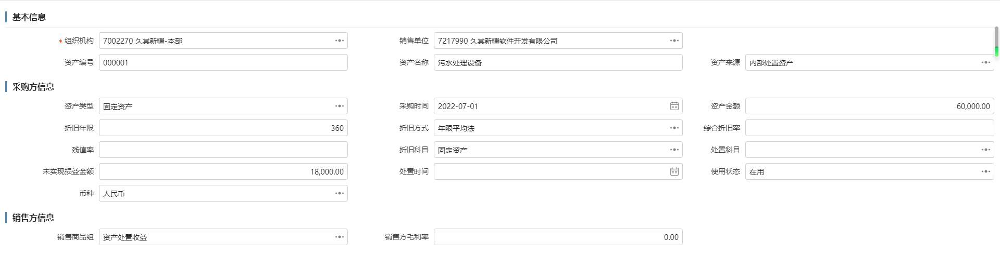 基本信息
* 组织机构 7002270 久其新疆-本部 销售单位 7217990 久其新疆软件开发有限公司
资产编号 000001 资产名称 污水处理设备 资产来源 内部处置资产
采购方信息
资产类型 固定资产 采购时间 2022-07-01 资产金额 60,000.00
折旧年限 360 折旧方式 年限平均法 综合折旧率
残值率 折旧科目 固定资产 处置科目
未实现损益金额 18,000.00 处置时间 使用状态 在用
币种 人民币
销售方信息
销售商品组 资产处置收益 销售方毛利率 0.00